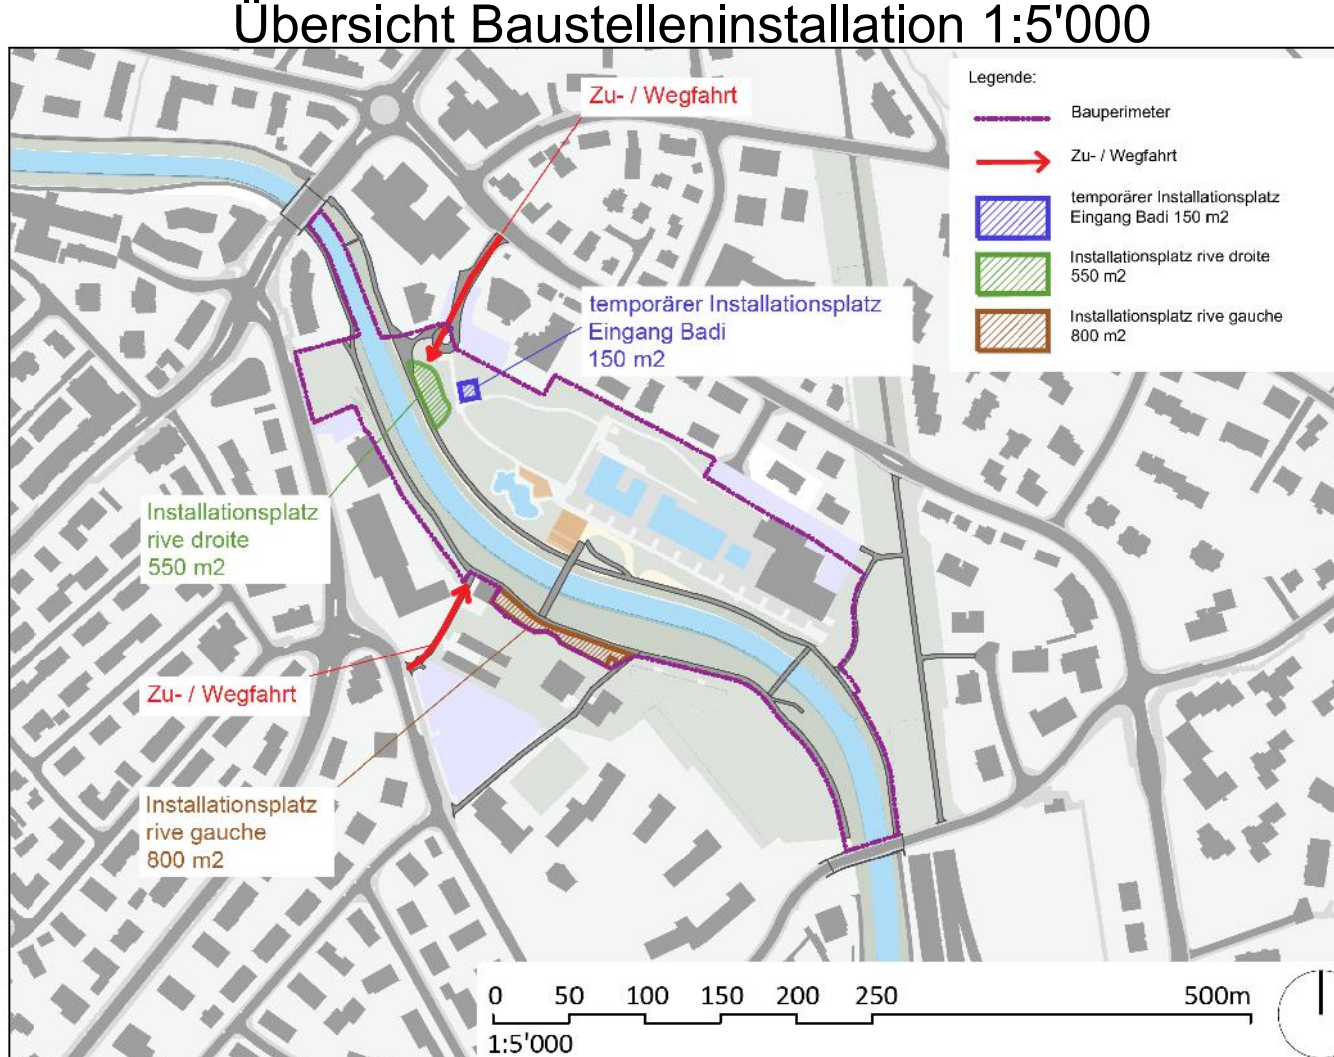 Übersicht Baustelleninstallation 1:5'000
Zu- / Wegfahrt
Legende:
Bauperimeter
Zu- / Wegfahrt
temporärer Installationsplatz
Eingang Badi 150 m2
Installationsplatz rive droite
550 m2
Installationsplatz rive gauche
800 m2
temporärer Installationsplatz
Eingang Badi
150 m2
Installationsplatz
rive droite
550 m2
Zu- / Wegfahrt
Installationsplatz
rive gauche
800 m2
0 50 100 150 200 250 500m
1:5'000